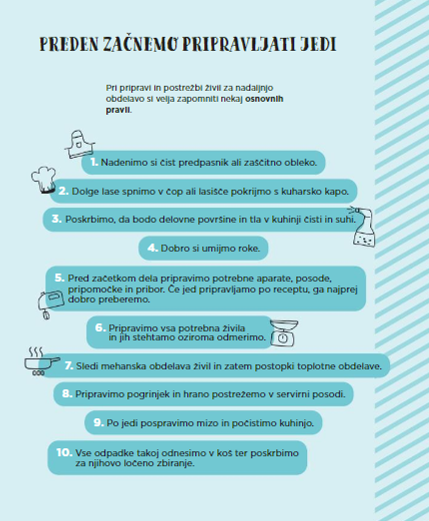 PREDEN ZAČNEMO PRIPRAVLJATI JEDI
Pri pripravi in postrežbi živil za nadaljnjo
obdelavo si velja zapomniti nekaj osnovnih
pravil.
1. Nadenimo si čist predpasnik ali zaščitno obleko.
2. Dolge lase spnimo v čop ali lasišče pokrijmo s kuharsko kapo.
3. Poskrbimo, da bodo delovne površine in tla v kuhinji čisti in suhi.
4. Dobro si umijmo roke.
5. Pred začetkom dela pripravimo potrebne aparate, posode,
pripomočke in pribor. Če jed pripravljamo po receptu, ga najprej
dobro preberemo.
6. Pripravimo vsa potrebna živila
in jih stehtamo oziroma odmerimo.
7. Sledi mehanska obdelava živil in zatem postopki toplotne obdelave.
8. Pripravimo pogrinjek in hrano postrežemo v servirni posodi.
9. Po jedi pospravimo mizo in počistimo kuhinjo.
10. Vse odpadke takoj odnesimo v koš ter poskrbimo
za njihovo ločeno zbiranje.